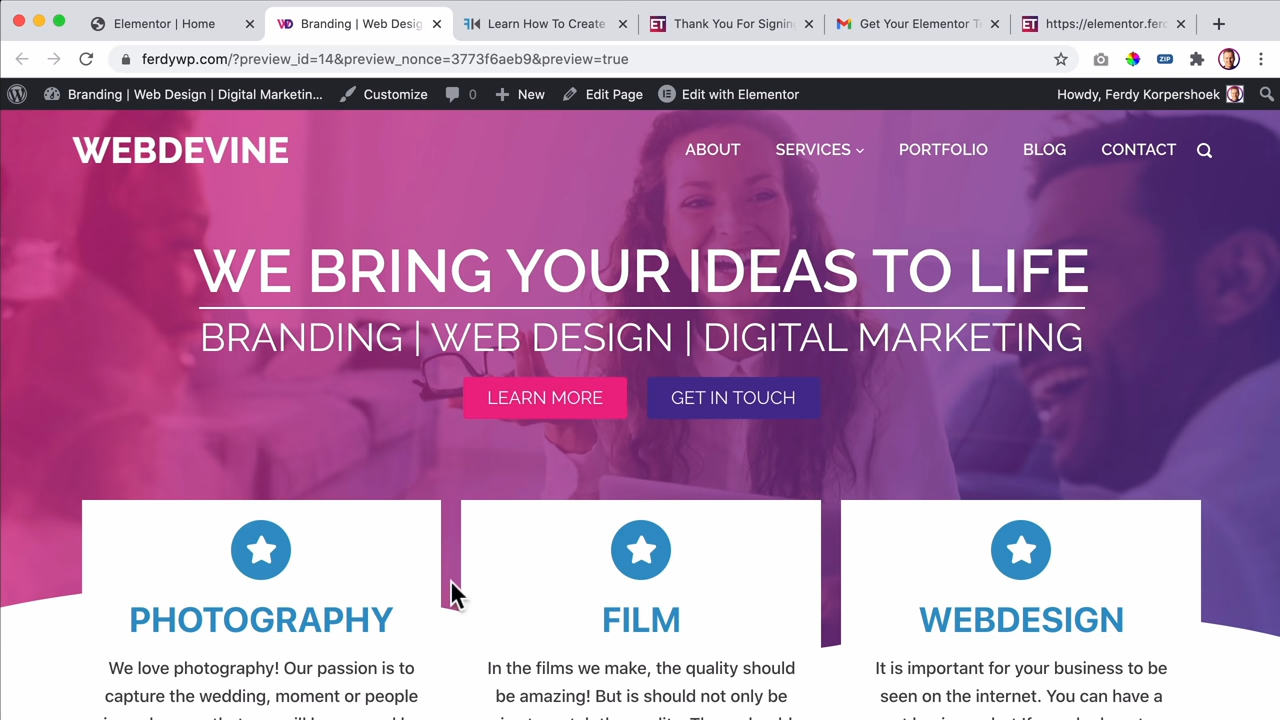 Elementor | Home
Branding | Web Desig
Learn How To Create
ET
Thank You For Signin
Get Your Elementor T
ET
https://elementor.ferd
ferdywp.com/?preview_id=14&preview_nonce=3773f6aeb9&preview=true
ZIP
Branding | Web Design | Digital Marketin...
Customize
0
New
Edit Page
Edit with Elementor
Howdy, Ferdy Korpershoek
WEBDEVINE
ABOUT
SERVICES
PORTFOLIO
BLOG
CONTACT
WE BRING YOUR IDEAS TO LIFE
BRANDING | WEB DESIGN | DIGITAL MARKETING
LEARN MORE
GET IN TOUCH
PHOTOGRAPHY
We love photography! Our passion is to
capture the wedding, moment or people
FILM
In the films we make, the quality should
be amazing! But is should not only be
WEBDESIGN
It is important for your business to be
seen on the internet. You can have a